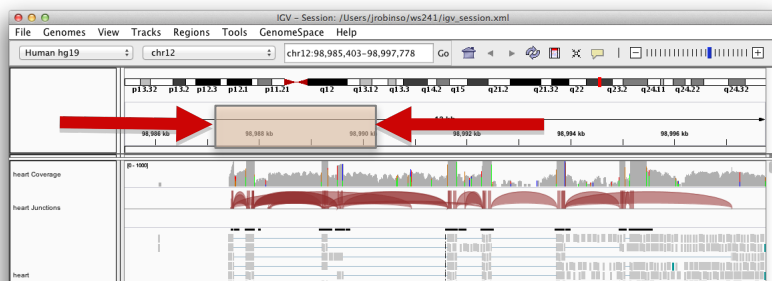 IGV - Session: /Users/jrobinso/ws241/igv_session.xml
File Genomes View Tracks Regions Tools GenomeSpace Help
Human hg19 chr12 chr12:98,985,403-98,997,778 Go
p13.32 p13.2 p12.3 p12.1 p11.21 q12 q13.12 q13.3 q14.2 q15 q21.2 q21.32 q22 q23.2 q24.11 q24.22 q24.32
98,986 kb 98,988 kb 98,990 kb 98,992 kb 98,994 kb 98,996 kb
[0 - 1000]
heart Coverage
heart Junctions
heart